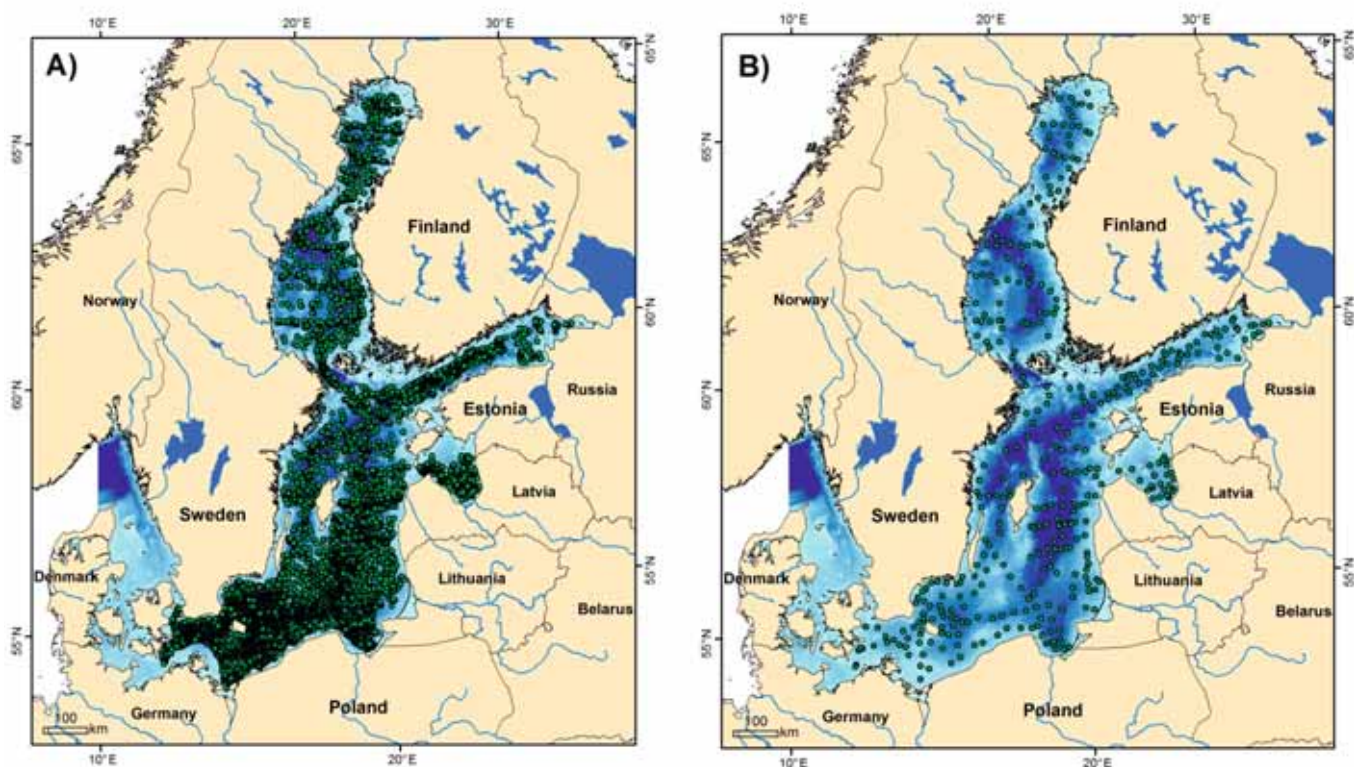 10°E 20°E 30°E
A)
65°N
65°N
Finland
Norway
60°N
60°N
Russia
Estonia
Latvia
Sweden
55°N
Denmark
Lithuania
Belarus
55°N
Poland
Germany
100
km
10°E 20°E
20°E 30°E
B)
65°N
65°N
Finland
Norway
60°N
60°N
Russia
Estonia
Latvia
Sweden
55°N
Denmark
Lithuania
Belarus
55°N
Poland
Germany
100
km
10°E 20°E